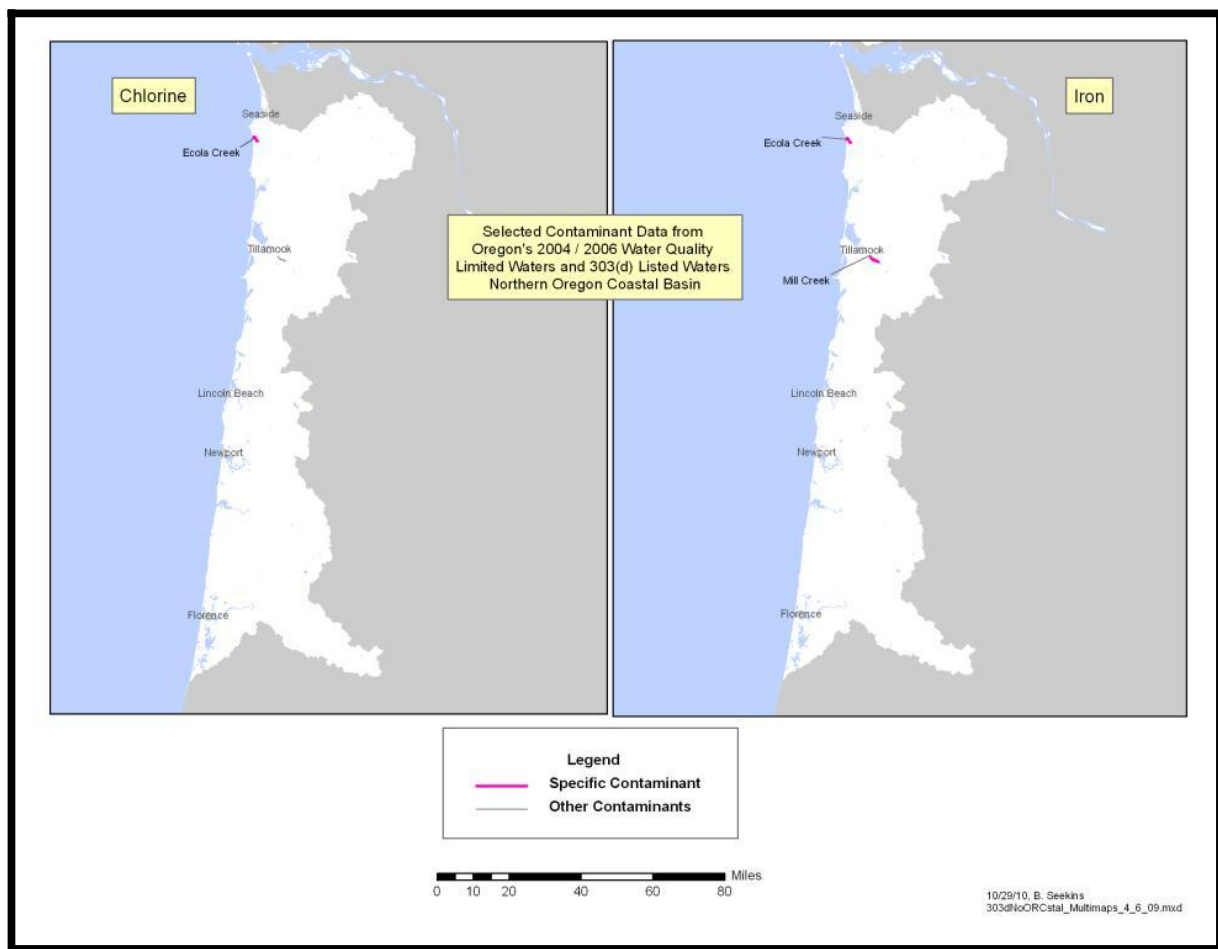 Chlorine
Seaside
Ecola Creek
Tillamook
Lincoln Beach
Newport
Florence
Selected Contaminant Data from
Oregon's 2004 / 2006 Water Quality
Limited Waters and 303(d) Listed Waters
Northern Oregon Coastal Basin
Iron
Seaside
Ecola Creek
Tillamook
Mill Creek
Lincoln Beach
Newport
Florence
Legend
Specific Contaminant
Other Contaminants
Miles
0 10 20 40 60 80
10/29/10, B. Seekins
303dNoORCstal_Multimaps_4_6_09.mxd